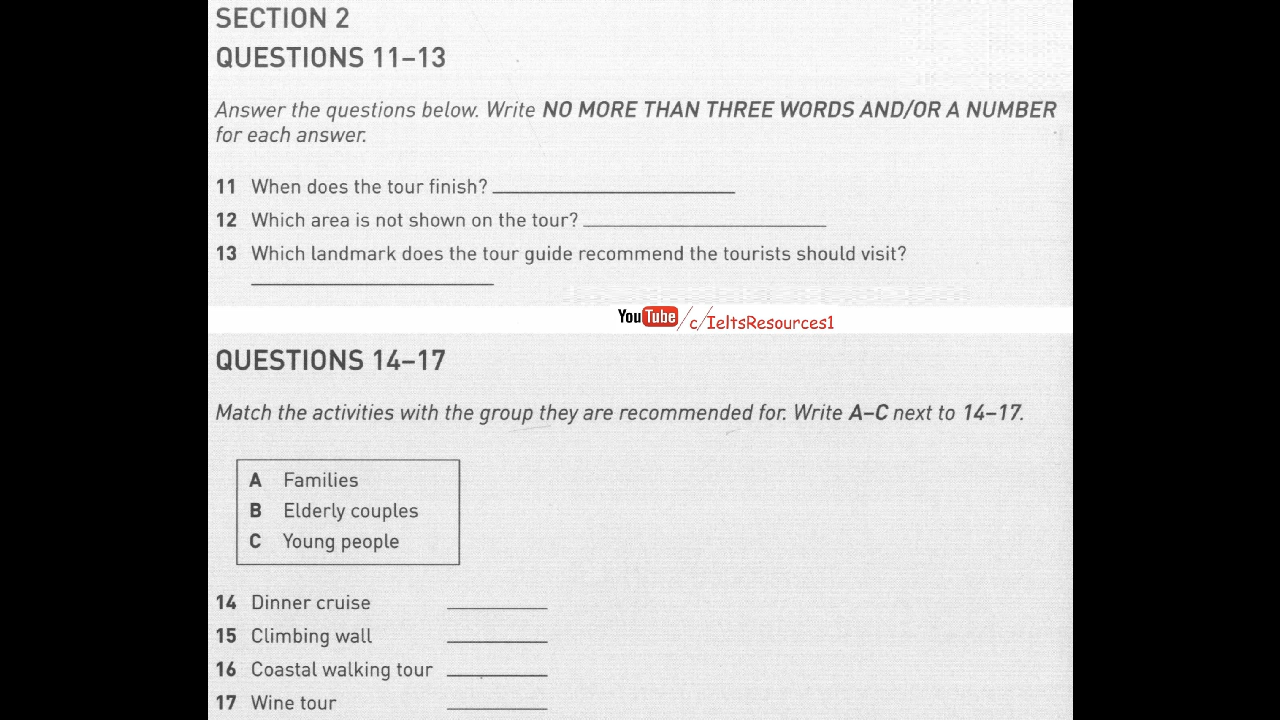 SECTION 2
QUESTIONS 11–13
Answer the questions below. Write NO MORE THAN THREE WORDS AND/OR A NUMBER
for each answer.
11 When does the tour finish?
12 Which area is not shown on the tour?
13 Which landmark does the tour guide recommend the tourists should visit?
YouTube/c/IeltsResources1
QUESTIONS 14–17
Match the activities with the group they are recommended for. Write A–C next to 14–17.
A Families
B Elderly couples
C Young people
14 Dinner cruise
15 Climbing wall
16 Coastal walking tour
17 Wine tour